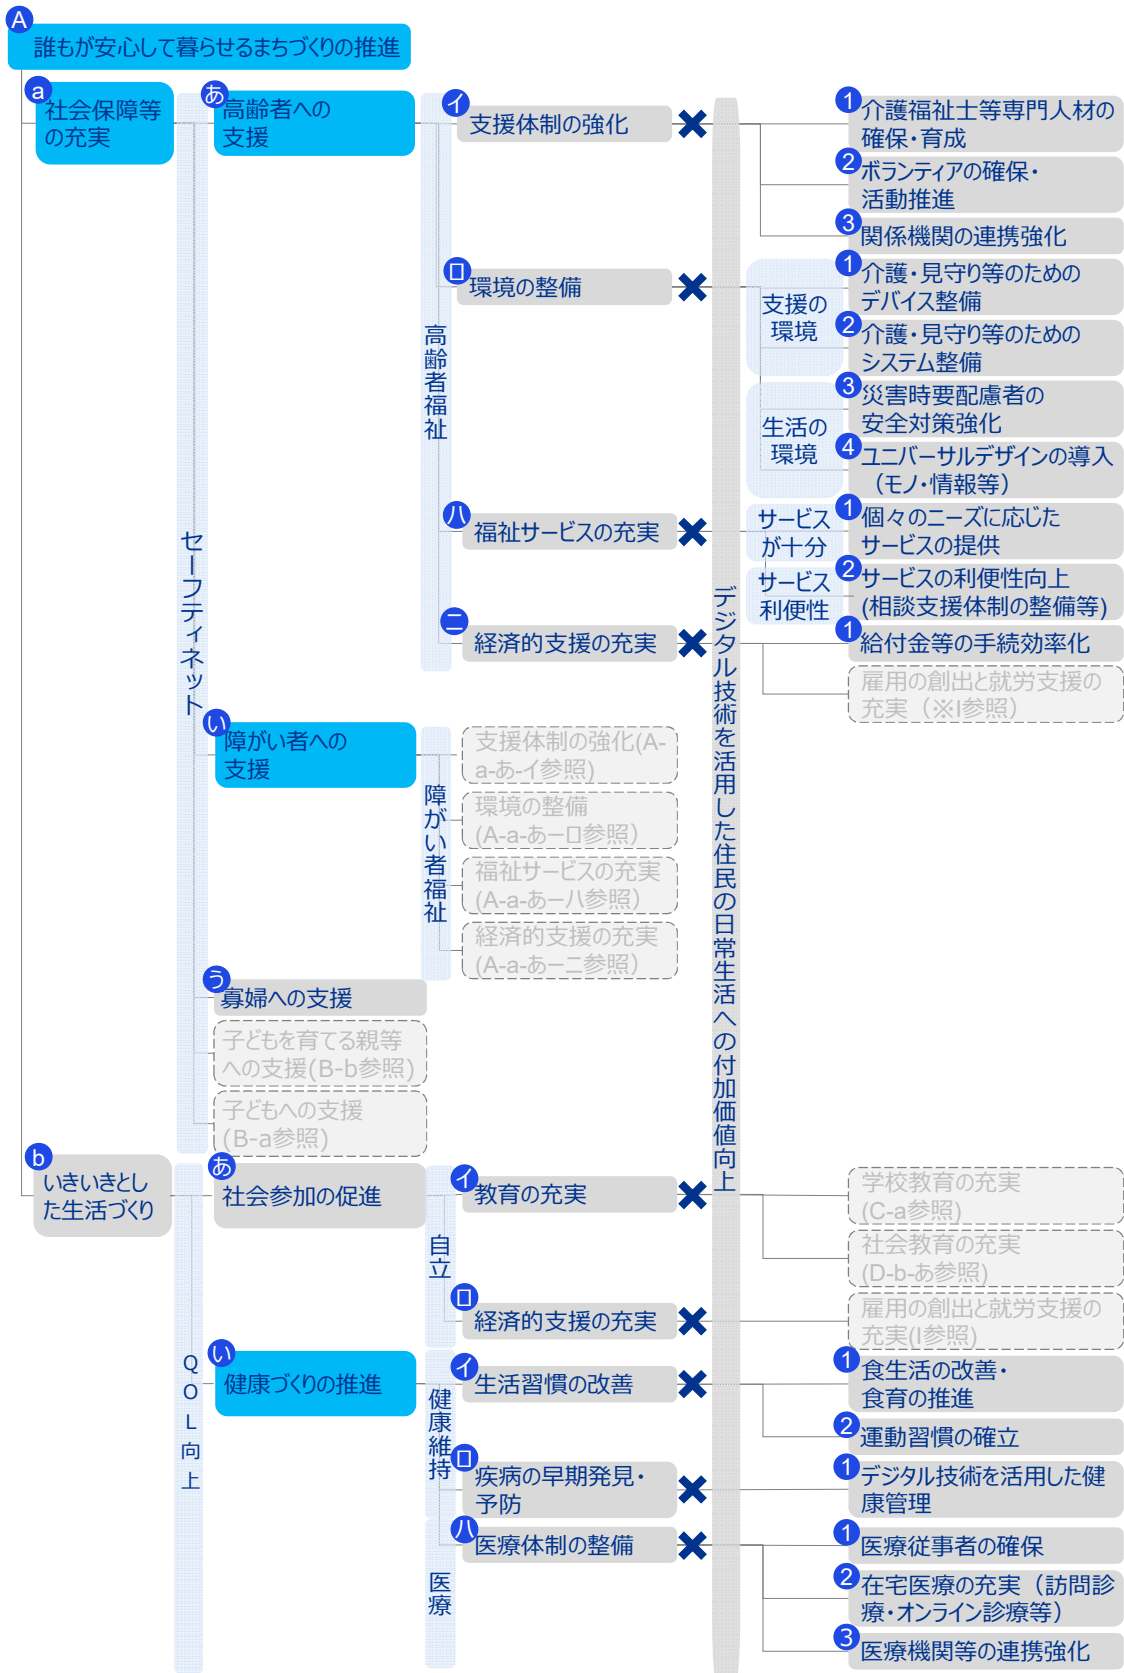 A
誰もが安心して暮らせるまちづくりの推進
a
社会保障等
の充実
セーフティネット
あ
高齢者への
支援
高齢者福祉
イ
支援体制の強化
1
介護福祉士等専門人材の
確保・育成
2
ボランティアの確保・
活動推進
3
関係機関の連携強化
ロ
環境の整備
支援の
環境
1
介護・見守り等のための
デバイス整備
2
介護・見守り等のための
システム整備
生活の
環境
3
災害時要配慮者の
安全対策強化
4
ユニバーサルデザインの導入
（モノ・情報等）
ハ
福祉サービスの充実
サービス
が十分
1
個々のニーズに応じた
サービスの提供
サービス
利便性
2
サービスの利便性向上
(相談支援体制の整備等)
ニ
経済的支援の充実
1
給付金等の手続効率化
雇用の創出と就労支援の
充実（※I参照）
デジタル技術を活用した住民の日常生活への付加価値向上
い
障がい者への
支援
障がい者福祉
支援体制の強化(A-
a-あ-イ参照)
環境の整備
(A-a-あーロ参照）
福祉サービスの充実
(A-a-あーハ参照）
経済的支援の充実
(A-a-あーニ参照）
う
寡婦への支援
子どもを育てる親等
への支援(B-b参照)
子どもへの支援
(B-a参照)
b
いきいきとし
た生活づくり
QOL向上
あ
社会参加の促進
自立
イ
教育の充実
学校教育の充実
(C-a参照)
社会教育の充実
(D-b-あ参照)
ロ
経済的支援の充実
雇用の創出と就労支援の
充実(I参照)
い
健康づくりの推進
健康維持
イ
生活習慣の改善
1
食生活の改善・
食育の推進
2
運動習慣の確立
ロ
疾病の早期発見・
予防
1
デジタル技術を活用した健
康管理
医療
ハ
医療体制の整備
1
医療従事者の確保
2
在宅医療の充実（訪問診
療・オンライン診療等）
3
医療機関等の連携強化